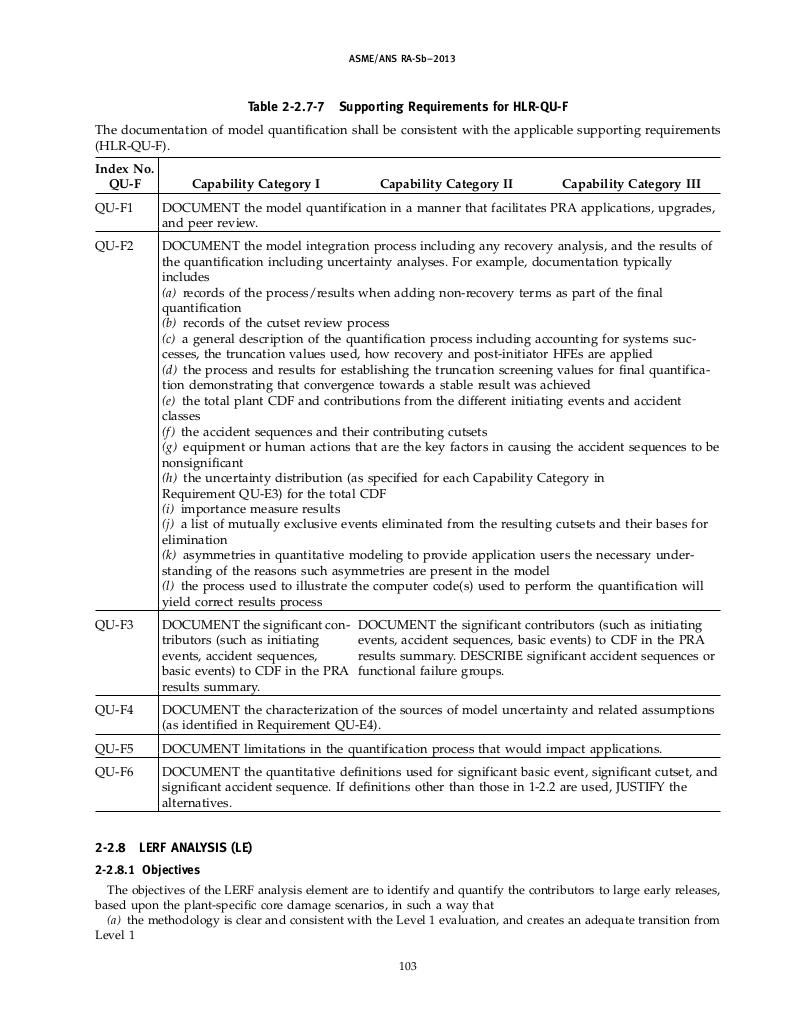 ASME/ANS RA-Sb–2013
Table 2-2.7-7 Supporting Requirements for HLR-QU-F
The documentation of model quantification shall be consistent with the applicable supporting requirements
(HLR-QU-F).
Index No.
QU-F Capability Category I Capability Category II Capability Category III
QU-F1 DOCUMENT the model quantification in a manner that facilitates PRA applications, upgrades,
and peer review.
QU-F2 DOCUMENT the model integration process including any recovery analysis, and the results of
the quantification including uncertainty analyses. For example, documentation typically
includes
(a) records of the process/results when adding non-recovery terms as part of the final
quantification
(b) records of the cutset review process
(c) a general description of the quantification process including accounting for systems suc-
cesses, the truncation values used, how recovery and post-initiator HFEs are applied
(d) the process and results for establishing the truncation screening values for final quantifica-
tion demonstrating that convergence towards a stable result was achieved
(e) the total plant CDF and contributions from the different initiating events and accident
classes
(f) the accident sequences and their contributing cutsets
(g) equipment or human actions that are the key factors in causing the accident sequences to be
nonsignificant
(h) the uncertainty distribution (as specified for each Capability Category in
Requirement QU-E3) for the total CDF
(i) importance measure results
(j) a list of mutually exclusive events eliminated from the resulting cutsets and their bases for
elimination
(k) asymmetries in quantitative modeling to provide application users the necessary under-
standing of the reasons such asymmetries are present in the model
(l) the process used to illustrate the computer code(s) used to perform the quantification will
yield correct results process
QU-F3 DOCUMENT the significant con-
tributors (such as initiating
events, accident sequences,
basic events) to CDF in the PRA
results summary.
DOCUMENT the significant contributors (such as initiating
events, accident sequences, basic events) to CDF in the PRA
results summary. DESCRIBE significant accident sequences or
functional failure groups.
QU-F4 DOCUMENT the characterization of the sources of model uncertainty and related assumptions
(as identified in Requirement QU-E4).
QU-F5 DOCUMENT limitations in the quantification process that would impact applications.
QU-F6 DOCUMENT the quantitative definitions used for significant basic event, significant cutset, and
significant accident sequence. If definitions other than those in 1-2.2 are used, JUSTIFY the
alternatives.
2-2.8 LERF ANALYSIS (LE)
2-2.8.1 Objectives
The objectives of the LERF analysis element are to identify and quantify the contributors to large early releases,
based upon the plant-specific core damage scenarios, in such a way that
(a) the methodology is clear and consistent with the Level 1 evaluation, and creates an adequate transition from
Level 1
103